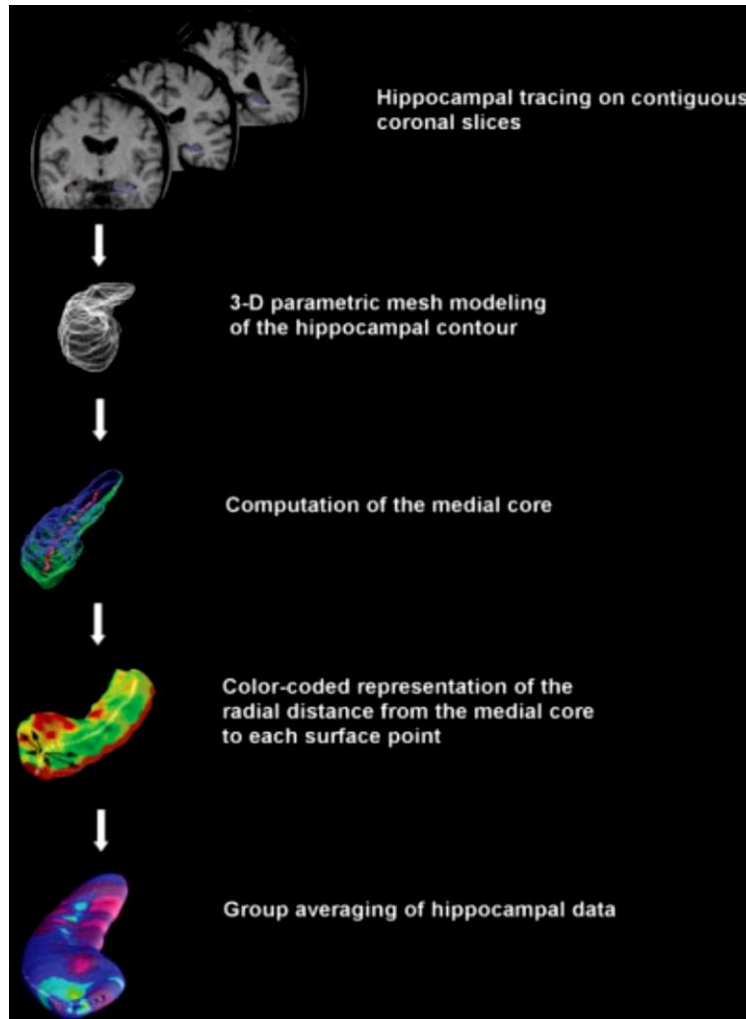 Hippocampal tracing on contiguous
coronal slices
3-D parametric mesh modeling
of the hippocampal contour
Computation of the medial core
Color-coded representation of the
radial distance from the medial core
to each surface point
Group averaging of hippocampal data